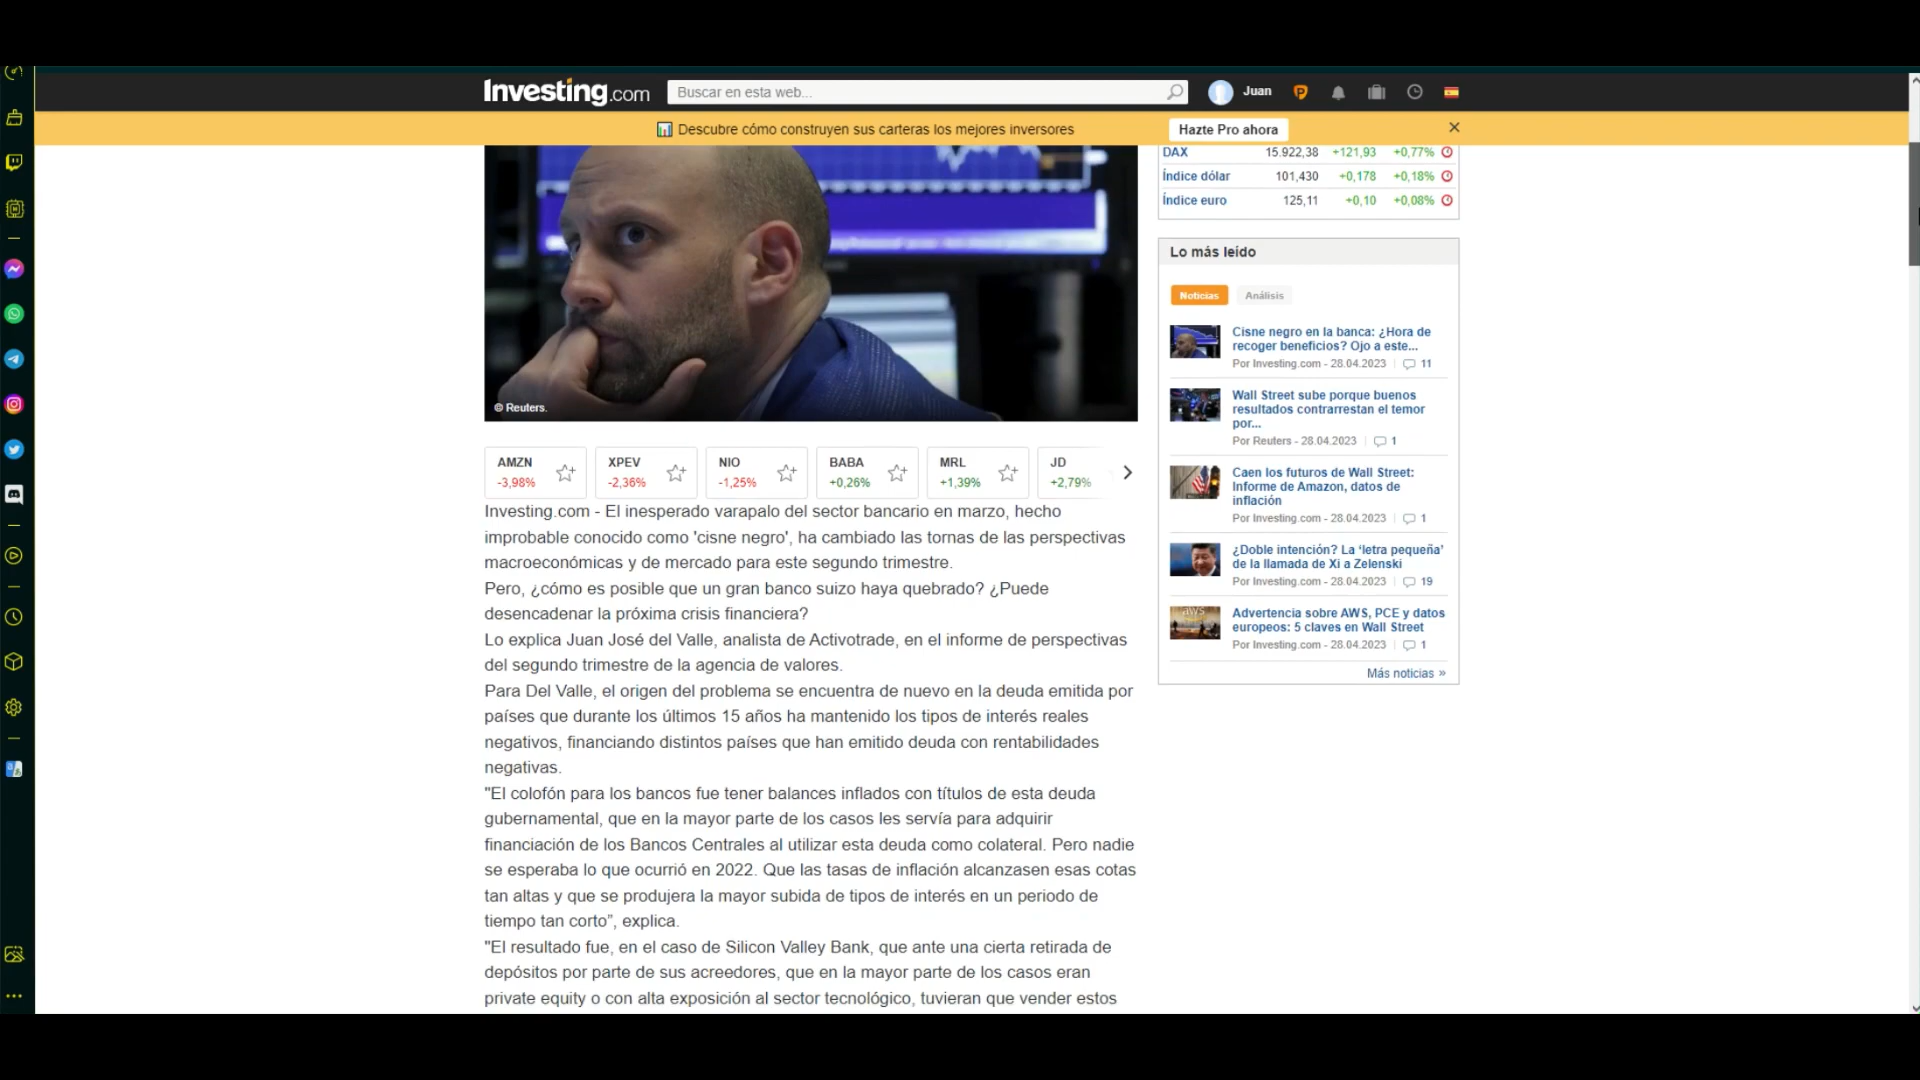 Investing.com
Buscar en esta web...
Juan
Descubre cómo construyen sus carteras los mejores inversores
Hazte Pro ahora
DAX 15.922,38 +121,93 +0,77%
Índice dólar 101,430 +0,178 +0,18%
Índice euro 125,11 +0,10 +0,08%
© Reuters.
AMZN
-3,98%
XPEV
-2,36%
NIO
-1,25%
BABA
+0,26%
MRL
+1,39%
JD
+2,79%
Investing.com - El inesperado varapalo del sector bancario en marzo, hecho
improbable conocido como 'cisne negro', ha cambiado las tornas de las perspectivas
macroeconómicas y de mercado para este segundo trimestre.
Pero, ¿cómo es posible que un gran banco suizo haya quebrado? ¿Puede
desencadenar la próxima crisis financiera?
Lo explica Juan José del Valle, analista de Activotrade, en el informe de perspectivas
del segundo trimestre de la agencia de valores.
Para Del Valle, el origen del problema se encuentra de nuevo en la deuda emitida por
países que durante los últimos 15 años ha mantenido los tipos de interés reales
negativos, financiando distintos países que han emitido deuda con rentabilidades
negativas.
"El colofón para los bancos fue tener balances inflados con títulos de esta deuda
gubernamental, que en la mayor parte de los casos les servía para adquirir
financiación de los Bancos Centrales al utilizar esta deuda como colateral. Pero nadie
se esperaba lo que ocurrió en 2022. Que las tasas de inflación alcanzasen esas cotas
tan altas y que se produjera la mayor subida de tipos de interés en un periodo de
tiempo tan corto”, explica.
"El resultado fue, en el caso de Silicon Valley Bank, que ante una cierta retirada de
depósitos por parte de sus acreedores, que en la mayor parte de los casos eran
private equity o con alta exposición al sector tecnológico, tuvieran que vender estos
Lo más leído
Noticias
Análisis
Cisne negro en la banca: ¿Hora de
recoger beneficios? Ojo a este...
Por Investing.com - 28.04.2023 11
Wall Street sube porque buenos
resultados contrarrestan el temor
por...
Por Reuters - 28.04.2023 1
Caen los futuros de Wall Street:
Informe de Amazon, datos de
inflación
Por Investing.com - 28.04.2023 1
¿Doble intención? La ‘letra pequeña’
de la llamada de Xi a Zelenski
Por Investing.com - 28.04.2023 19
aws
Advertencia sobre AWS, PCE y datos
europeos: 5 claves en Wall Street
Por Investing.com - 28.04.2023 1
Más noticias »